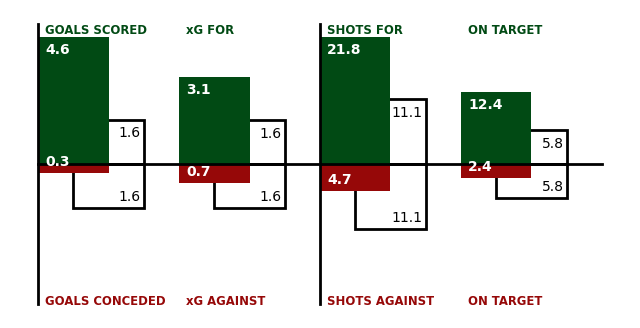 GOALS SCORED xG FOR SHOTS FOR ON TARGET
4.6 21.8
3.1 12.4
11.1
1.6 1.6 5.8
0.3 0.7 4.7 2.4
1.6 1.6 5.8
11.1
GOALS CONCEDED xG AGAINST SHOTS AGAINST ON TARGET